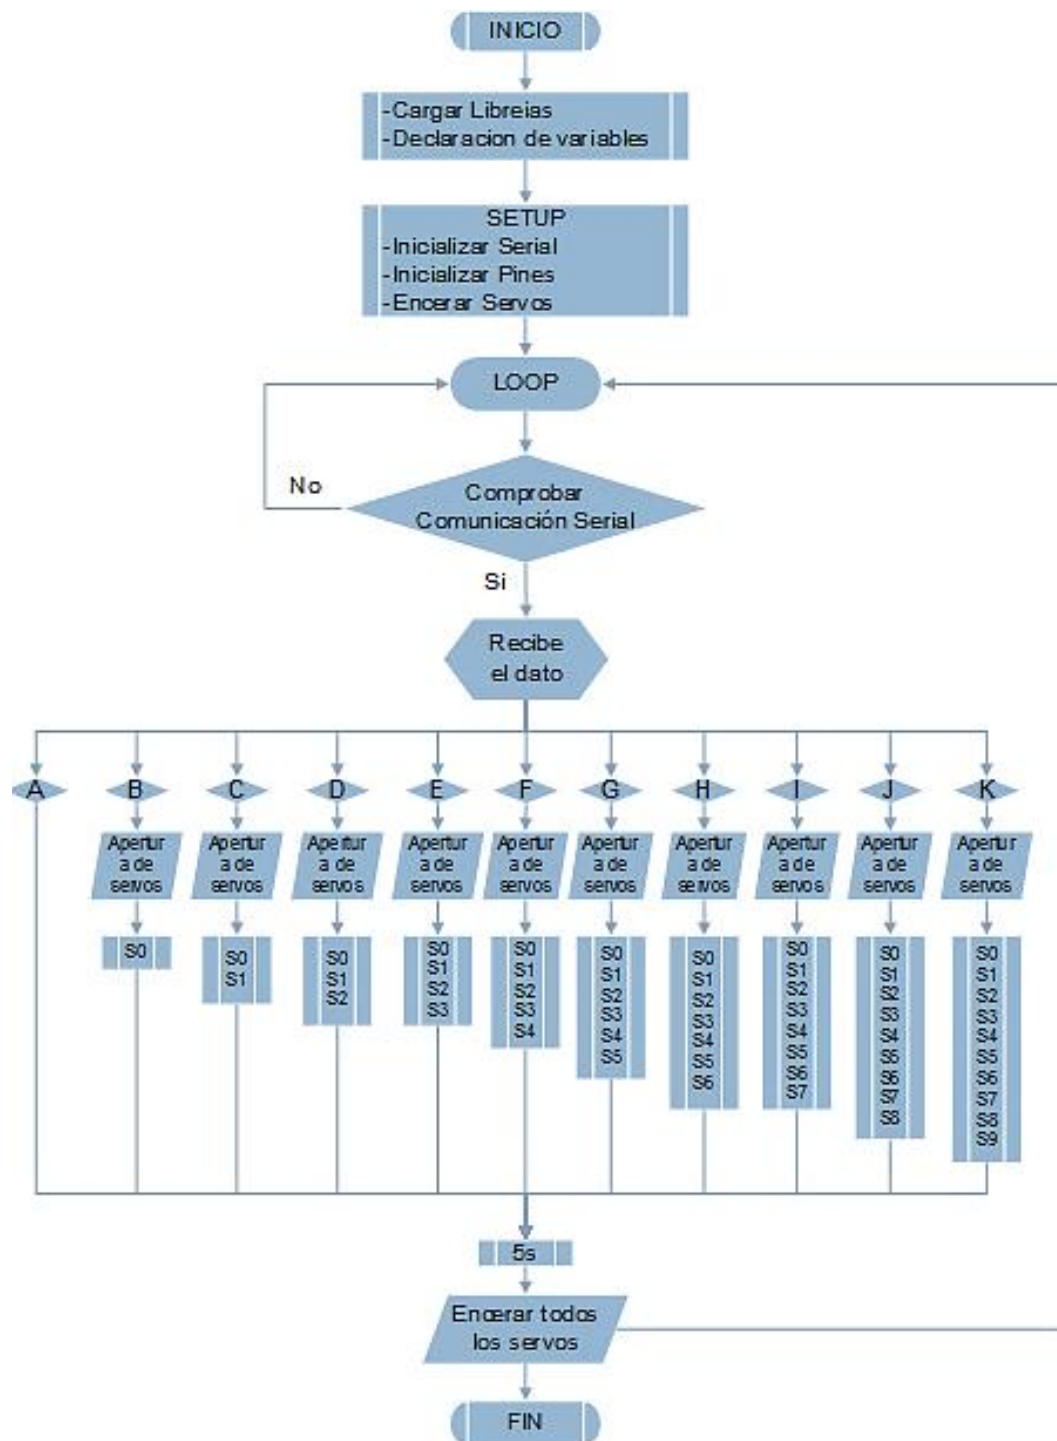 INICIO
-Cargar Libreias
-Declaracion de variables
SETUP
-Inicializar Serial
-Inicializar Pines
-Encerar Servos
LOOP
No
Comprobar
Comunicación Serial
Si
Recibe
el dato
A B C D E F G H I J K
Apertur
a de
servos
Apertur
a de
servos
Apertur
a de
servos
Apertur
a de
servos
Apertur
a de
servos
Apertur
a de
servos
Apertur
a de
servos
Apertur
a de
servos
Apertur
a de
servos
Apertur
a de
servos
S0
S0
S1
S0
S1
S2
S0
S1
S2
S3
S0
S1
S2
S3
S4
S0
S1
S2
S3
S4
S5
S0
S1
S2
S3
S4
S5
S6
S0
S1
S2
S3
S4
S5
S6
S7
S0
S1
S2
S3
S4
S5
S6
S7
S8
S0
S1
S2
S3
S4
S5
S6
S7
S8
S9
5s
Encerar todos
los servos
FIN